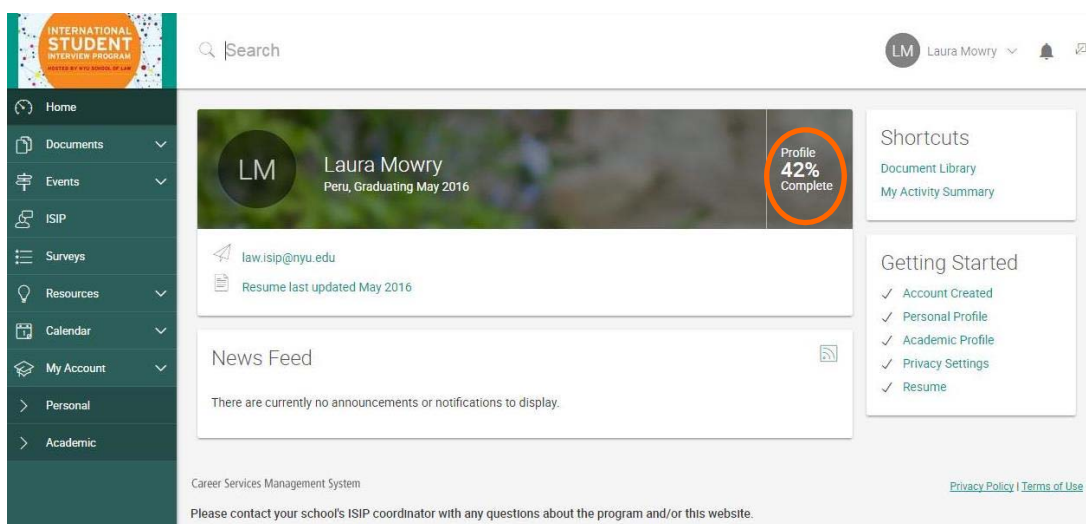 INTERNATIONAL
STUDENT
INTERVIEW PROGRAM
HOSTED BY NYU SCHOOL OF LAW
Search
LM Laura Mowry
Home
Documents
Events
ISIP
Surveys
Resources
Calendar
My Account
Personal
Academic
LM
Laura Mowry
Peru, Graduating May 2016
Profile
42%
Complete
law.isip@nyu.edu
Resume last updated May 2016
News Feed
There are currently no announcements or notifications to display.
Shortcuts
Document Library
My Activity Summary
Getting Started
Account Created
Personal Profile
Academic Profile
Privacy Settings
Resume
Career Services Management System
Privacy Policy | Terms of Use
Please contact your school's ISIP coordinator with any questions about the program and/or this website.